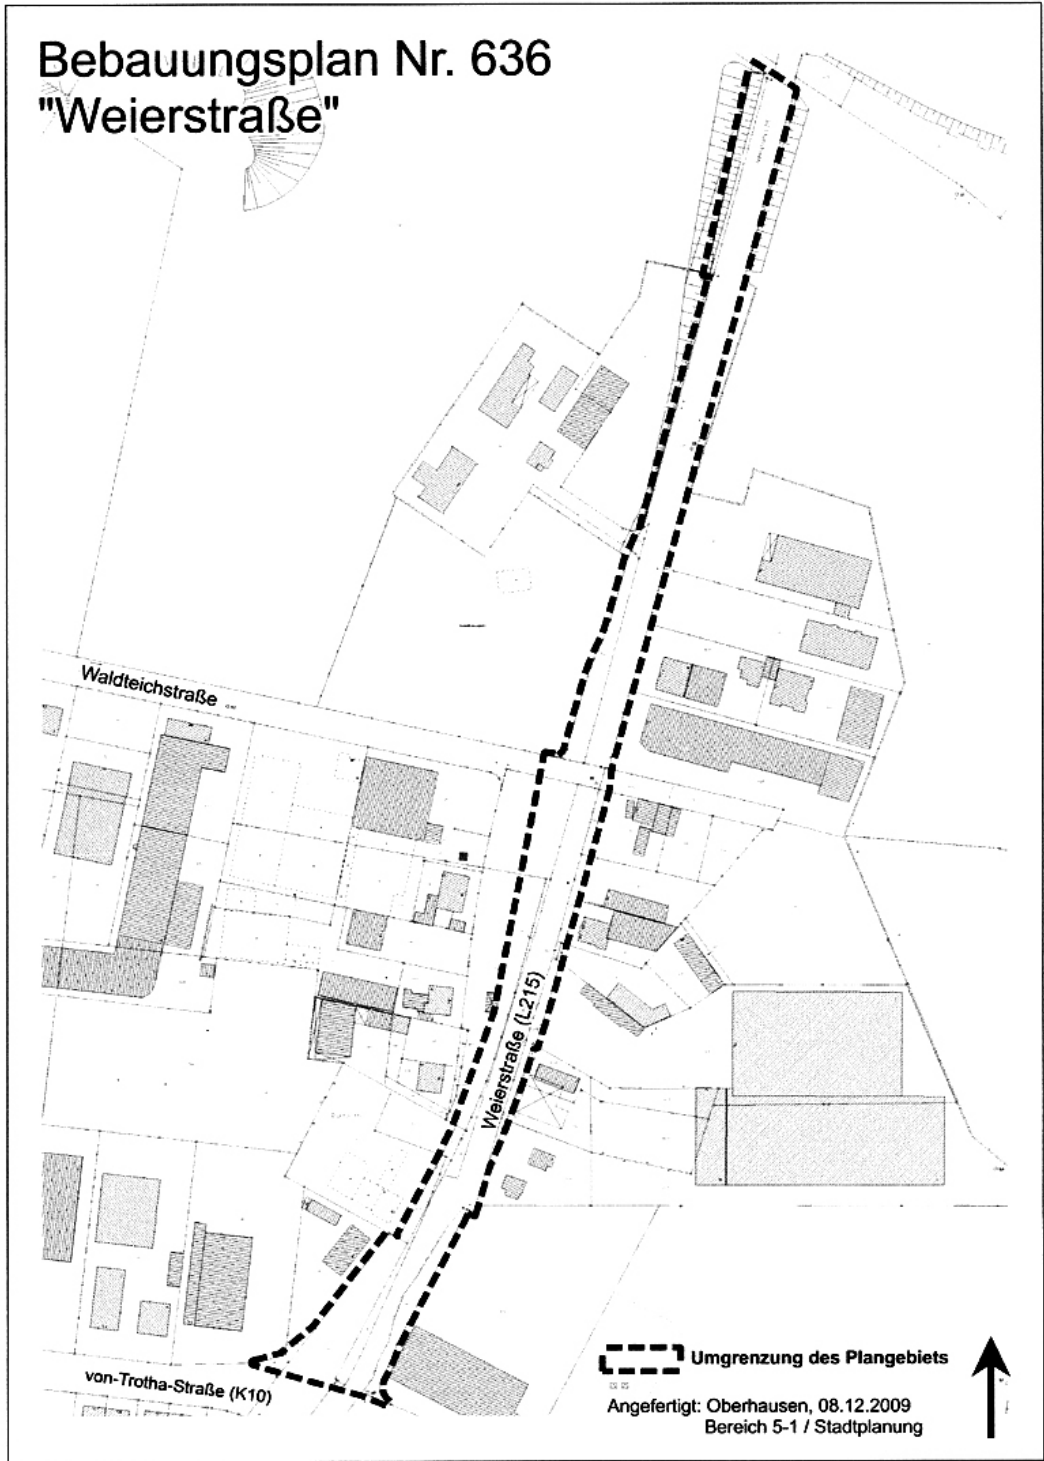 Bebauungsplan Nr. 636
"Weierstraße"
Waldteichstraße
Weierstraße (L215)
von-Trotha-Straße (K10)
Umgrenzung des Plangebiets
Angefertigt: Oberhausen, 08.12.2009
Bereich 5-1 / Stadtplanung